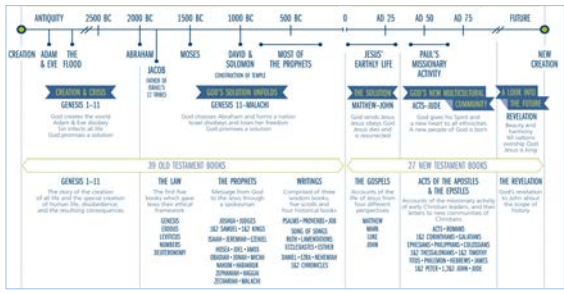 ANTIQUITY 2500 BC 2000 BC 1500 BC 1000 BC 500 BC 0 AD 25 AD 50 AD 75 FUTURE
CREATION
ADAM
& EVE
THE
FLOOD
ABRAHAM
JACOB
FATHER OF
ISRAEL'S
12 TRIBES
MOSES
DAVID &
SOLOMON
CONSTRUCTION OF TEMPLE
MOST OF
THE PROPHETS
JESUS'
EARTHLY LIFE
PAUL'S
MISSIONARY
ACTIVITY
NEW
CREATION
CREATION & CRISIS
GENESIS 1-11
God creates the world
Adam & Eve disobey
Sin infects all life
God promises a solution
GOD'S SOLUTION UNFOLDS
GENESIS 11-MALACHI
God chooses Abraham and forms a nation
Israel disobeys and loses her freedom
God promises a solution
THE SOLUTION
MATTHEW-JOHN
God sends Jesus
Jesus obeys God
Jesus dies and
is resurrected
GOD'S NEW MULTICULTURAL
COMMUNITY
ACTS-JUDE
God gives his Spirit and
a new heart to all ethnicities
A new people of God is born
A LOOK INTO
THE FUTURE
REVELATION
Beauty and
harmony
All nations
worship God
Jesus is king
39 OLD TESTAMENT BOOKS
27 NEW TESTAMENT BOOKS
GENESIS 1-11
The story of the creation
of all life and the special creation
of human life, disobedience,
and the resulting consequences.
THE LAW
The first five
books which gave
Jews their ethical
framework
GENESIS
EXODUS
LEVITICUS
NUMBERS
DEUTERONOMY
THE PROPHETS
Message from God
to the Jews through
a spokesman
JOSHUA • JUDGES
1&2 SAMUEL • 1&2 KINGS
ISAIAH • JEREMIAH • EZEKIEL
HOSEA • JOEL • AMOS
OBADIAH • JONAH • MICAH
NAHUM • HABAKKUK
ZEPHANIAH • HAGGAI
ZECHARIAH • MALACHI
WRITINGS
Comprised of three
wisdom books,
five scrolls and
four historical books
PSALMS • PROVERBS • JOB
SONG OF SONGS
RUTH • LAMENTATIONS
ECCLESIASTES • ESTHER
DANIEL • EZRA • NEHEMIAH
1&2 CHRONICLES
THE GOSPELS
Accounts of the
life of Jesus
from four
different
perspectives
MATTHEW
MARK
LUKE
JOHN
ACTS OF THE APOSTLES
& THE EPISTLES
Accounts of the missionary activity
of early Christian leaders, and their
letters to new communities of
Christians
ACTS • ROMANS
1&2 CORINTHIANS • GALATIANS
EPHESIANS • PHILIPPIANS • COLOSSIANS
1&2 THESSALONIANS • 1&2 TIMOTHY
TITUS • PHILEMON • HEBREWS • JAMES
1&2 PETER • 1,2&3 JOHN • JUDE
THE REVELATION
God's revelation
to John about
the scope of
history